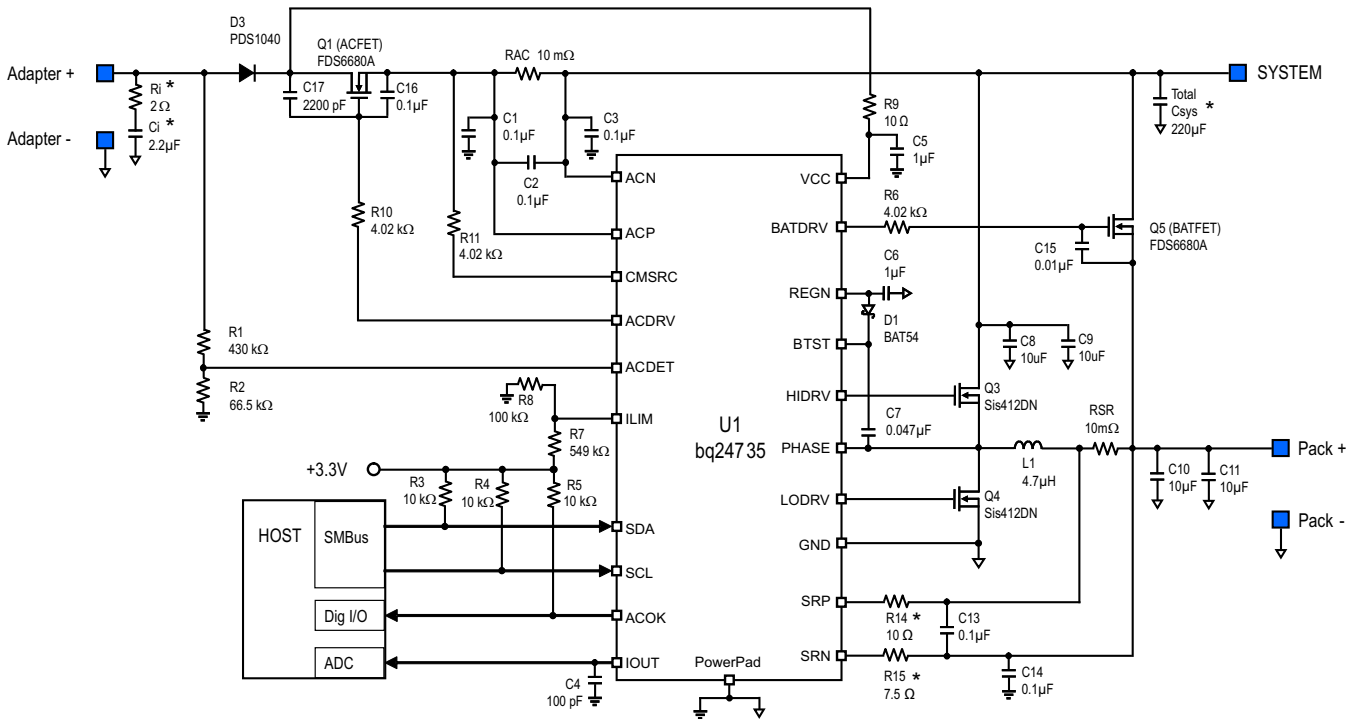 D3
PDS1040
Q1 (ACFET)
FDS6680A
RAC 10 mΩ
Adapter +
SYSTEM
Ri *
2Ω
Ci *
2.2µF
Adapter -
C17
2200 pF
C16
0.1µF
C1
0.1µF
C3
0.1µF
C2
0.1µF
R9
10 Ω
C5
1µF
Total
Csys *
220µF
R10
4.02 kΩ
R11
4.02 kΩ
ACN
ACP
CMSRC
ACDRV
ACDET
ILIM
SDA
SCL
ACOK
IOUT
U1
bq24735
PowerPad
VCC
BATDRV
REGN
BTST
HIDRV
PHASE
LODRV
GND
SRP
SRN
R6
4.02 kΩ
C15
0.01µF
Q5 (BATFET)
FDS6680A
C6
1µF
D1
BAT54
R1
430 kΩ
R2
66.5 kΩ
R8
100 kΩ
R7
549 kΩ
C8
10uF
C9
10uF
Q3
Sis412DN
C7
0.047µF
RSR
10mΩ
L1
4.7µH
Pack +
C10
10µF
C11
10µF
Q4
Sis412DN
Pack -
+3.3V
R3
10 kΩ
R4
10 kΩ
R5
10 kΩ
HOST
SMBus
Dig I/O
ADC
C4
100 pF
R14 *
10 Ω
C13
0.1µF
R15 *
7.5 Ω
C14
0.1µF